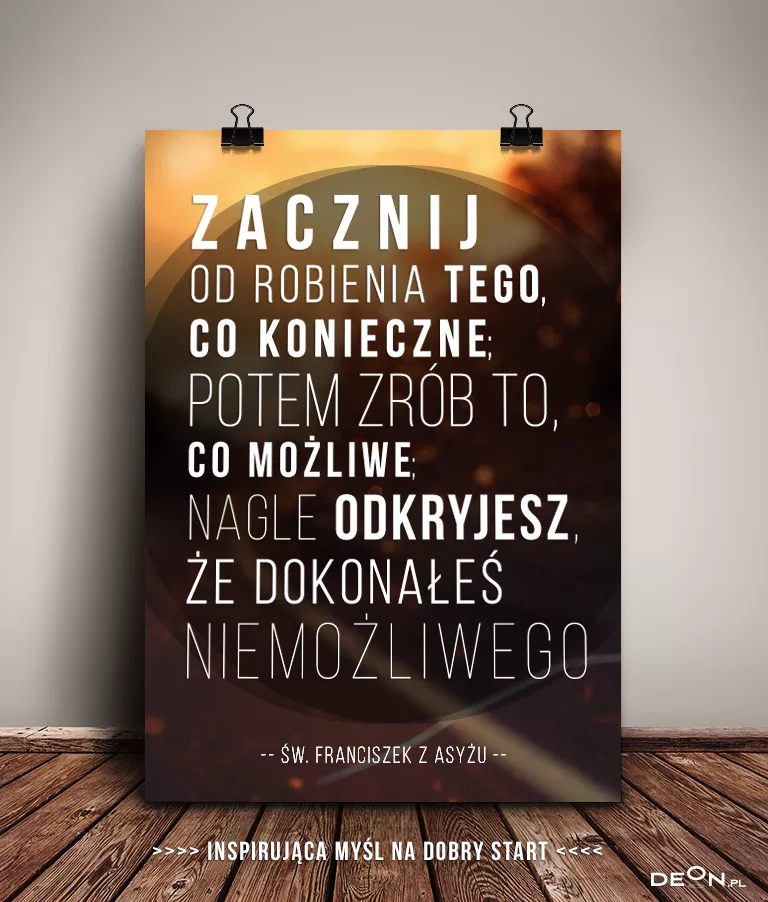 ZACZNIJ
OD ROBIENIA TEGO,
CO KONIECZNE;
POTEM ZRÓB TO,
CO MOŻLIWE;
NAGLE ODKRYJESZ,
ŻE DOKONAŁEŚ
NIEMOŻLIWEGO
-- ŚW. FRANCISZEK Z ASYŻU --
>>>> INSPIRUJĄCA MYŚL NA DOBRY START <<<<
DEON.PL